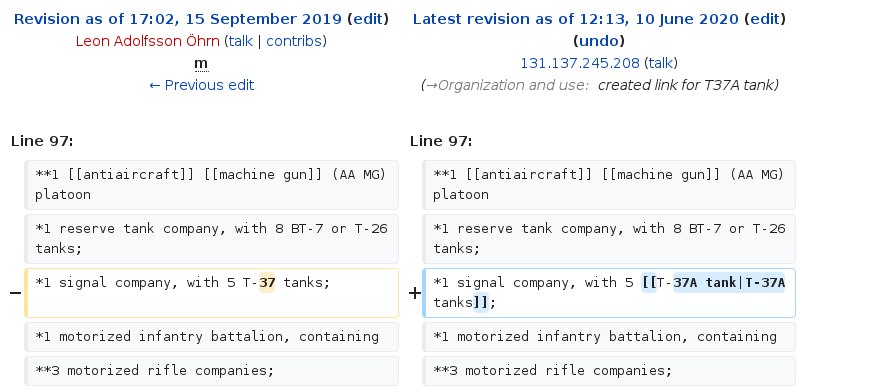 Revision as of 17:02, 15 September 2019 (edit)
Leon Adolfsson Öhrn (talk | contribs)
m
← Previous edit
Latest revision as of 12:13, 10 June 2020 (edit)
(undo)
131.137.245.208 (talk)
(→Organization and use: created link for T37A tank)
Line 97:
Line 97:
**1 [[antiaircraft]] [[machine gun]] (AA MG)
platoon
**1 [[antiaircraft]] [[machine gun]] (AA MG)
platoon
*1 reserve tank company, with 8 BT-7 or T-26
tanks;
*1 reserve tank company, with 8 BT-7 or T-26
tanks;
− *1 signal company, with 5 T-37 tanks;
+ *1 signal company, with 5 [[T-37A tank|T-37A
tanks]];
*1 motorized infantry battalion, containing
*1 motorized infantry battalion, containing
**3 motorized rifle companies;
**3 motorized rifle companies;